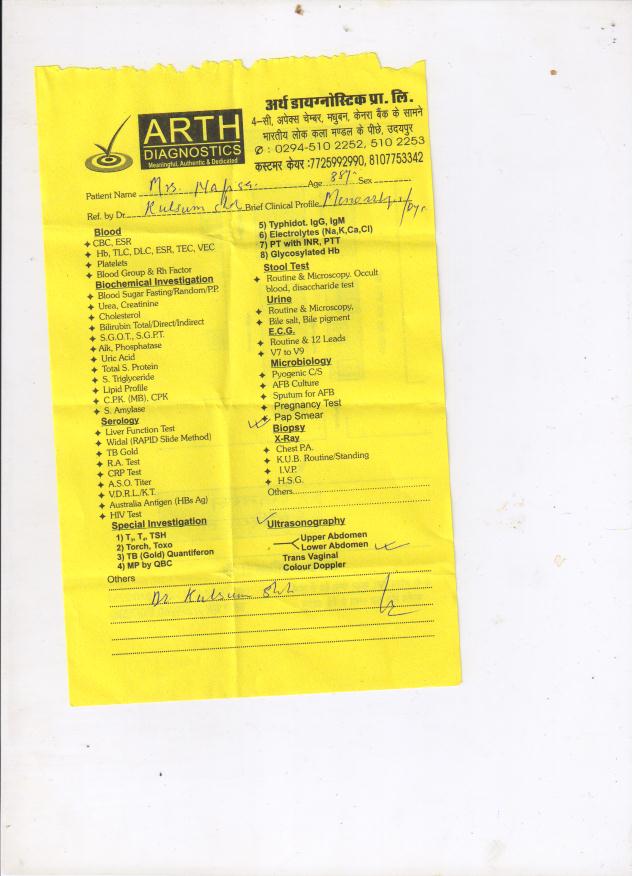 ARTH
DIAGNOSTICS
Meaningful, Authentic & Dedicated
अर्थ डायग्नोस्टिक प्रा. लि.
4-सी, अपेक्स चेम्बर, मधुबन, केनरा बैंक के सामने
भारतीय लोक कला मण्डल के पीछे, उदयपुर
✆ : 0294-510 2252, 510 2253
कस्टमर केयर :7725992990, 8107753342
Patient Name Mrs. Age Sex
Ref. by Dr. Kulsum Brief Clinical Profile
Blood
CBC, ESR
Hb, TLC, DLC, ESR, TEC, VEC
Platelets
Blood Group & Rh Factor
Biochemical Investigation
Blood Sugar Fasting/Random/P.P.
Urea, Creatinine
Cholesterol
Bilirubin Total/Direct/Indirect
S.G.O.T., S.G.P.T.
Alk, Phosphatase
Uric Acid
Total S. Protein
S. Triglyceride
Lipid Profile
C.P.K. (MB), CPK
S. Amylase
Serology
Liver Function Test
Widal (RAPID Slide Method)
TB Gold
R.A. Test
CRP Test
A.S.O. Titer
V.D.R.L./K.T.
Australia Antigen (HBs Ag)
HIV Test
Special Investigation
1) T₃, T₄, TSH
2) Torch, Toxo
3) TB (Gold) Quantiferon
4) MP by QBC
5) Typhidot. IgG, IgM
6) Electrolytes (Na,K,Ca,Cl)
7) PT with INR, PTT
8) Glycosylated Hb
Stool Test
Routine & Microscopy, Occult
blood, disaccharide test
Urine
Routine & Microscopy,
Bile salt, Bile pigment
E.C.G.
Routine & 12 Leads
V7 to V9
Microbiology
Pyogenic C/S
AFB Culture
Sputum for AFB
Pregnancy Test
Pap Smear
Biopsy
X-Ray
Chest P.A.
K.U.B. Routine/Standing
I.V.P.
H.S.G.
Others
Ultrasonography
Upper Abdomen
Lower Abdomen
Trans Vaginal
Colour Doppler
Others
Dr Kulsum